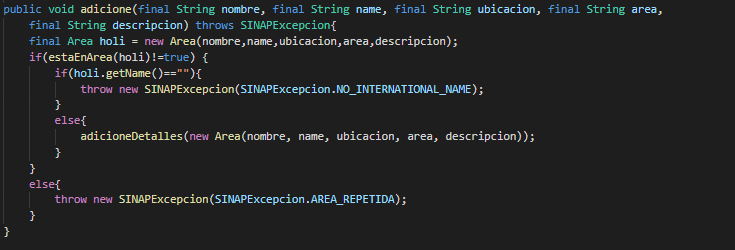 public void adicione(final String nombre, final String name, final String ubicacion, final String area,
    final String descripcion) throws SINAPExcepcion{
    final Area holi = new Area(nombre,name,ubicacion,area,descripcion);
    if(estaEnArea(holi)!=true) {
        if(holi.getName()==""){
            throw new SINAPExcepcion(SINAPExcepcion.NO_INTERNATIONAL_NAME);
        }
        else{
            adicioneDetalles(new Area(nombre, name, ubicacion, area, descripcion));
        }
    }
    else{
        throw new SINAPExcepcion(SINAPExcepcion.AREA_REPETIDA);
    }
}